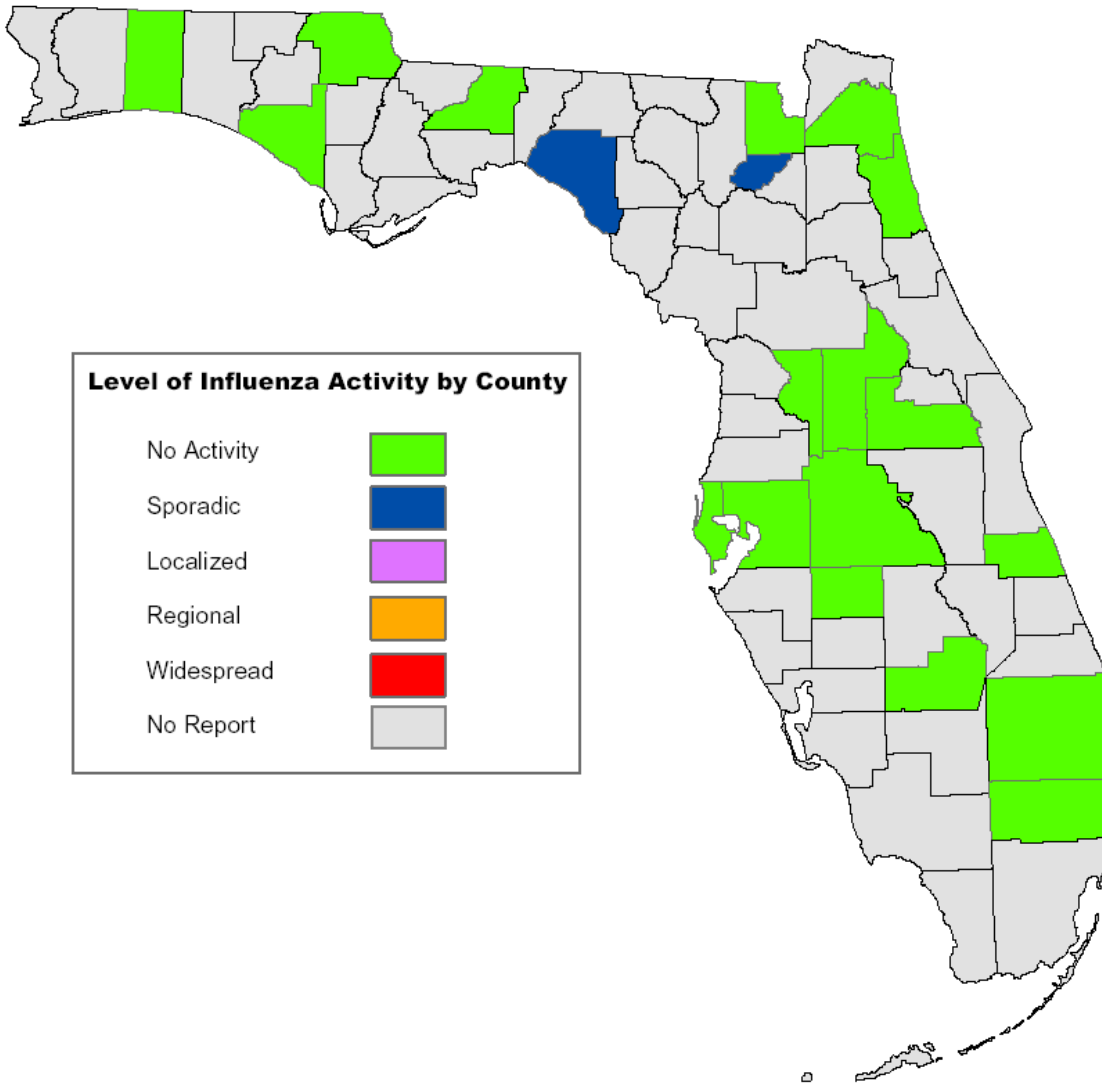 Level of Influenza Activity by County
No Activity
Sporadic
Localized
Regional
Widespread
No Report